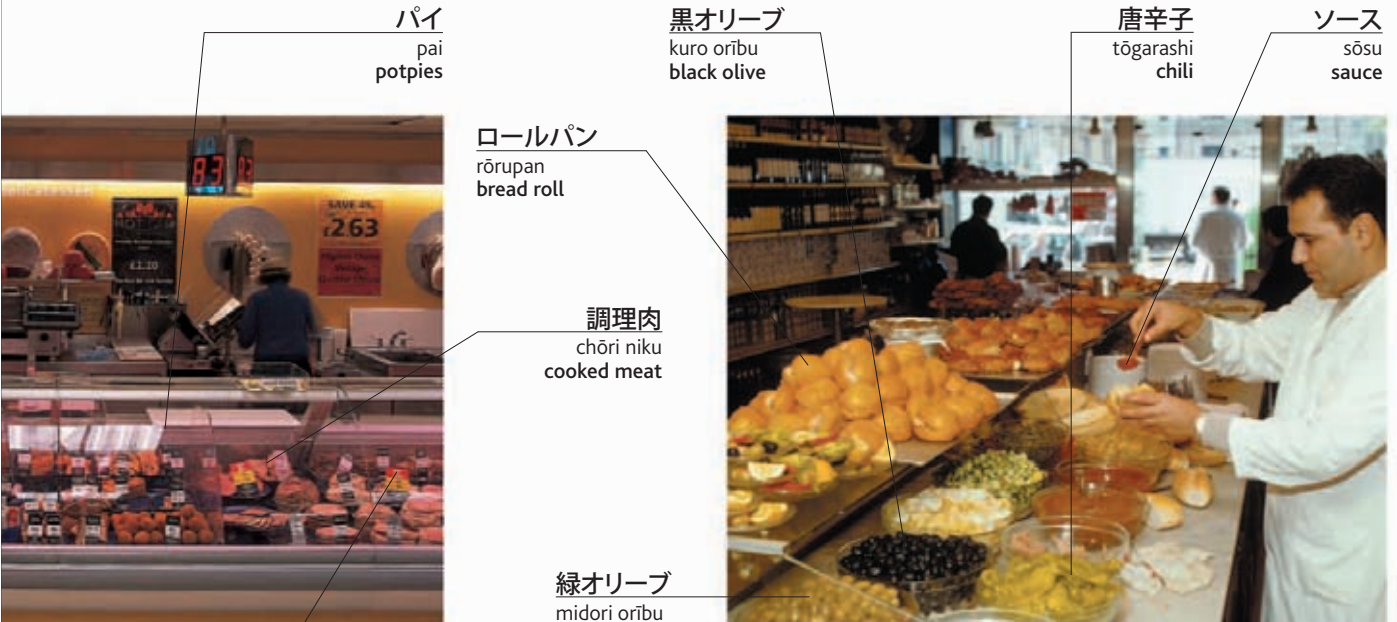 パイ
pai
potpies
黒オリーブ
kuro orību
black olive
唐辛子
tōgarashi
chili
ソース
sōsu
sauce
ロールパン
rōrupan
bread roll
調理肉
chōri niku
cooked meat
緑オリーブ
midori orību
83
SAVE
£2.63
£1.20